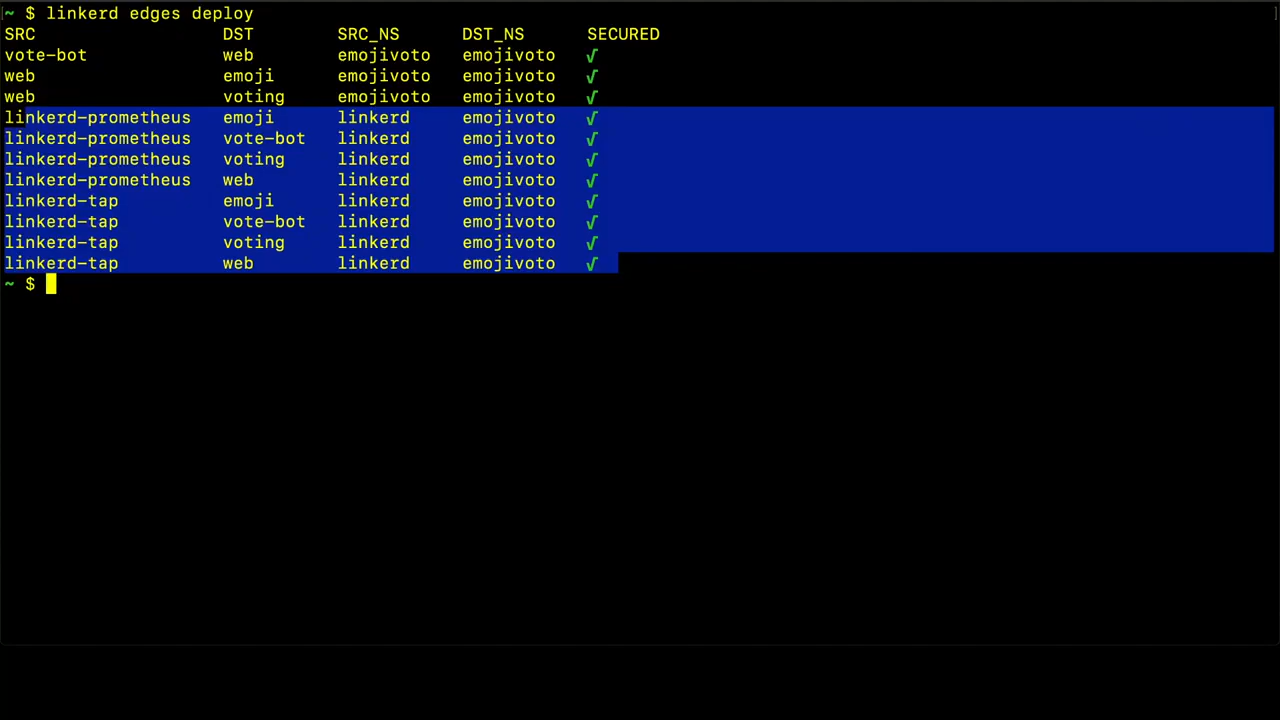 ~ $ linkerd edges deploy
SRC DST SRC_NS DST_NS SECURED
vote-bot web emojivoto emojivoto √
web emoji emojivoto emojivoto √
web voting emojivoto emojivoto √
linkerd-prometheus emoji linkerd emojivoto √
linkerd-prometheus vote-bot linkerd emojivoto √
linkerd-prometheus voting linkerd emojivoto √
linkerd-prometheus web linkerd emojivoto √
linkerd-tap emoji linkerd emojivoto √
linkerd-tap vote-bot linkerd emojivoto √
linkerd-tap voting linkerd emojivoto √
linkerd-tap web linkerd emojivoto √
~ $